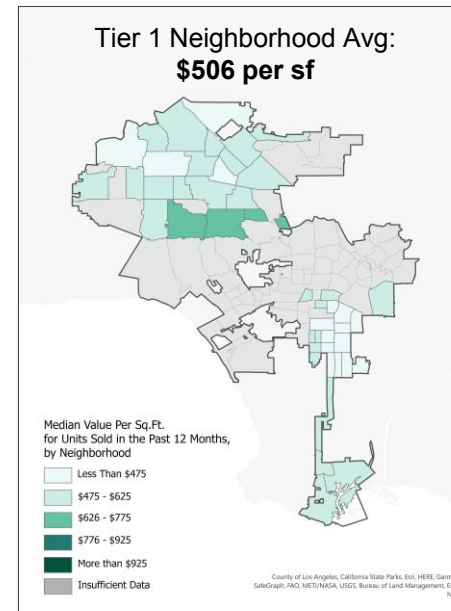 Tier 1 Neighborhood Avg:
$506 per sf
Median Value Per Sq.Ft.
for Units Sold in the Past 12 Months,
by Neighborhood
Less Than $475
$475 - $625
$626 - $775
$776 - $925
More than $925
Insufficient Data
County of Los Angeles, California State Parks, Esri, HERE, Garm
SafeGraph, FAO, METI/NASA, USGS, Bureau of Land Management, E
N